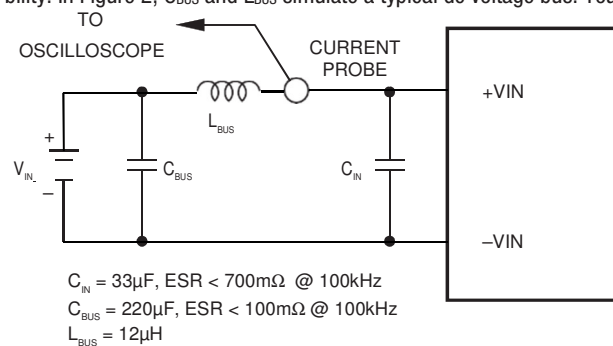 bility. In Figure 2, CBUS and LBUS simulate a typical dc voltage bus. You
TO
OSCILLOSCOPE
CURRENT
PROBE
+VIN
LBUS
+
VIN
CBUS
CIN
–
–VIN
CIN = 33µF, ESR < 700mΩ @ 100kHz
CBUS = 220µF, ESR < 100mΩ @ 100kHz
LBUS = 12µH